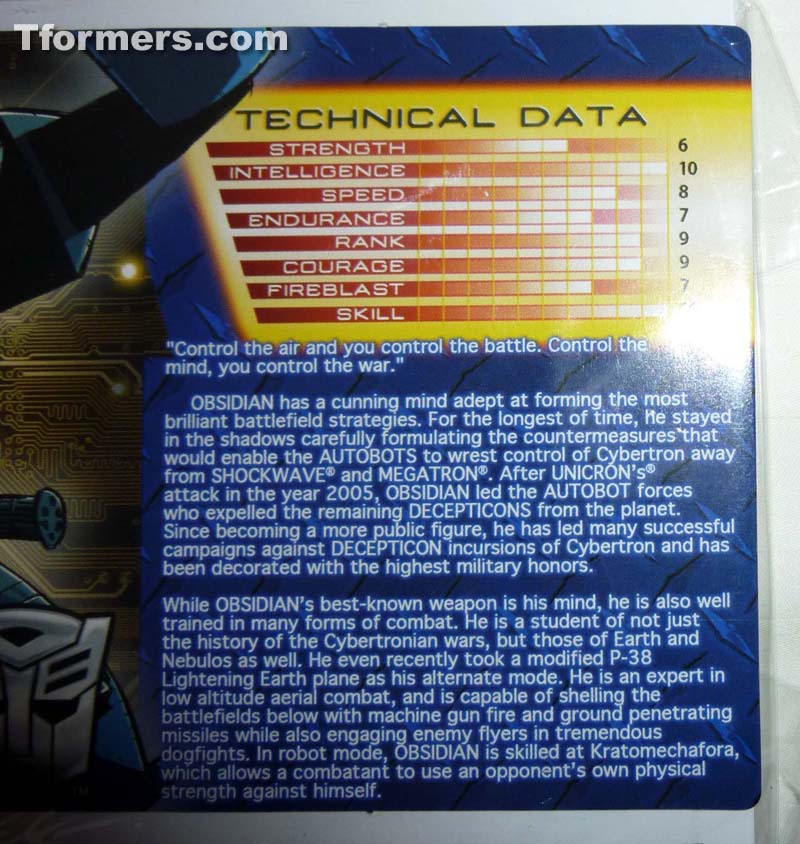 Tformers.com
TECHNICAL DATA
STRENGTH 6
INTELLIGENCE 10
SPEED 8
ENDURANCE 7
RANK 9
COURAGE 9
FIREBLAST 7
SKILL
"Control the air and you control the battle. Control the
mind, you control the war."
OBSIDIAN has a cunning mind adept at forming the most
brilliant battlefield strategies. For the longest of time, he stayed
in the shadows carefully formulating the countermeasures that
would enable the AUTOBOTS to wrest control of Cybertron away
from SHOCKWAVE® and MEGATRON®. After UNICRON's®
attack in the year 2005, OBSIDIAN led the AUTOBOT forces
who expelled the remaining DECEPTICONS from the planet.
Since becoming a more public figure, he has led many successful
campaigns against DECEPTICON incursions of Cybertron and has
been decorated with the highest military honors.
While OBSIDIAN's best-known weapon is his mind, he is also well
trained in many forms of combat. He is a student of not just
the history of the Cybertronian wars, but those of Earth and
Nebulos as well. He even recently took a modified P-38
Lightening Earth plane as his alternate mode. He is an expert in
low altitude aerial combat, and is capable of shelling the
battlefields below with machine gun fire and ground penetrating
missiles while also engaging enemy flyers in tremendous
dogfights. In robot mode, OBSIDIAN is skilled at Kratomechafora,
which allows a combatant to use an opponent's own physical
strength against himself.
TM